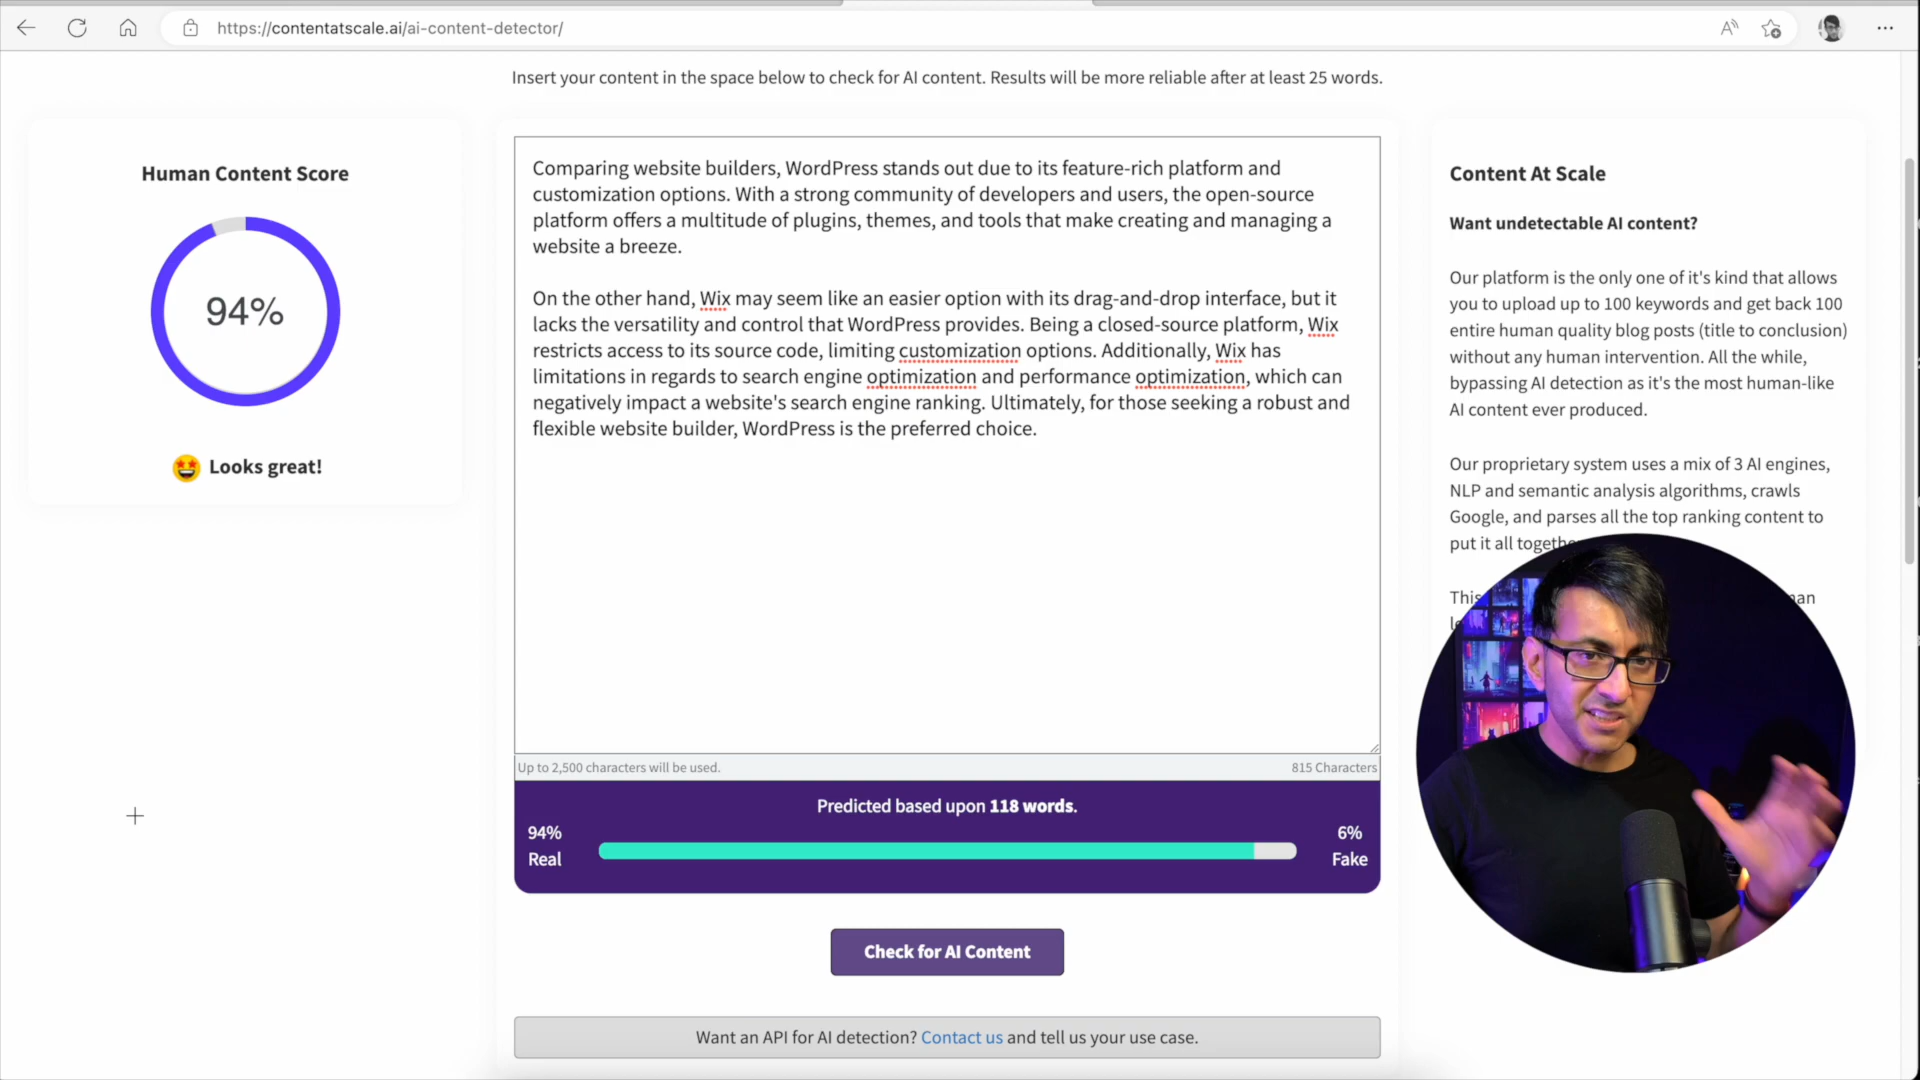 https://contentatscale.ai/ai-content-detector/
Insert your content in the space below to check for AI content. Results will be more reliable after at least 25 words.
Human Content Score
94%
Looks great!
Comparing website builders, WordPress stands out due to its feature-rich platform and
customization options. With a strong community of developers and users, the open-source
platform offers a multitude of plugins, themes, and tools that make creating and managing a
website a breeze.
On the other hand, Wix may seem like an easier option with its drag-and-drop interface, but it
lacks the versatility and control that WordPress provides. Being a closed-source platform, Wix
restricts access to its source code, limiting customization options. Additionally, Wix has
limitations in regards to search engine optimization and performance optimization, which can
negatively impact a website's search engine ranking. Ultimately, for those seeking a robust and
flexible website builder, WordPress is the preferred choice.
Up to 2,500 characters will be used.
815 Characters
Predicted based upon 118 words.
94%
Real
6%
Fake
Check for AI Content
Want an API for AI detection? Contact us and tell us your use case.
Content At Scale
Want undetectable AI content?
Our platform is the only one of it's kind that allows
you to upload up to 100 keywords and get back 100
entire human quality blog posts (title to conclusion)
without any human intervention. All the while,
bypassing AI detection as it's the most human-like
AI content ever produced.
Our proprietary system uses a mix of 3 AI engines,
NLP and semantic analysis algorithms, crawls
Google, and parses all the top ranking content to
put it all
This